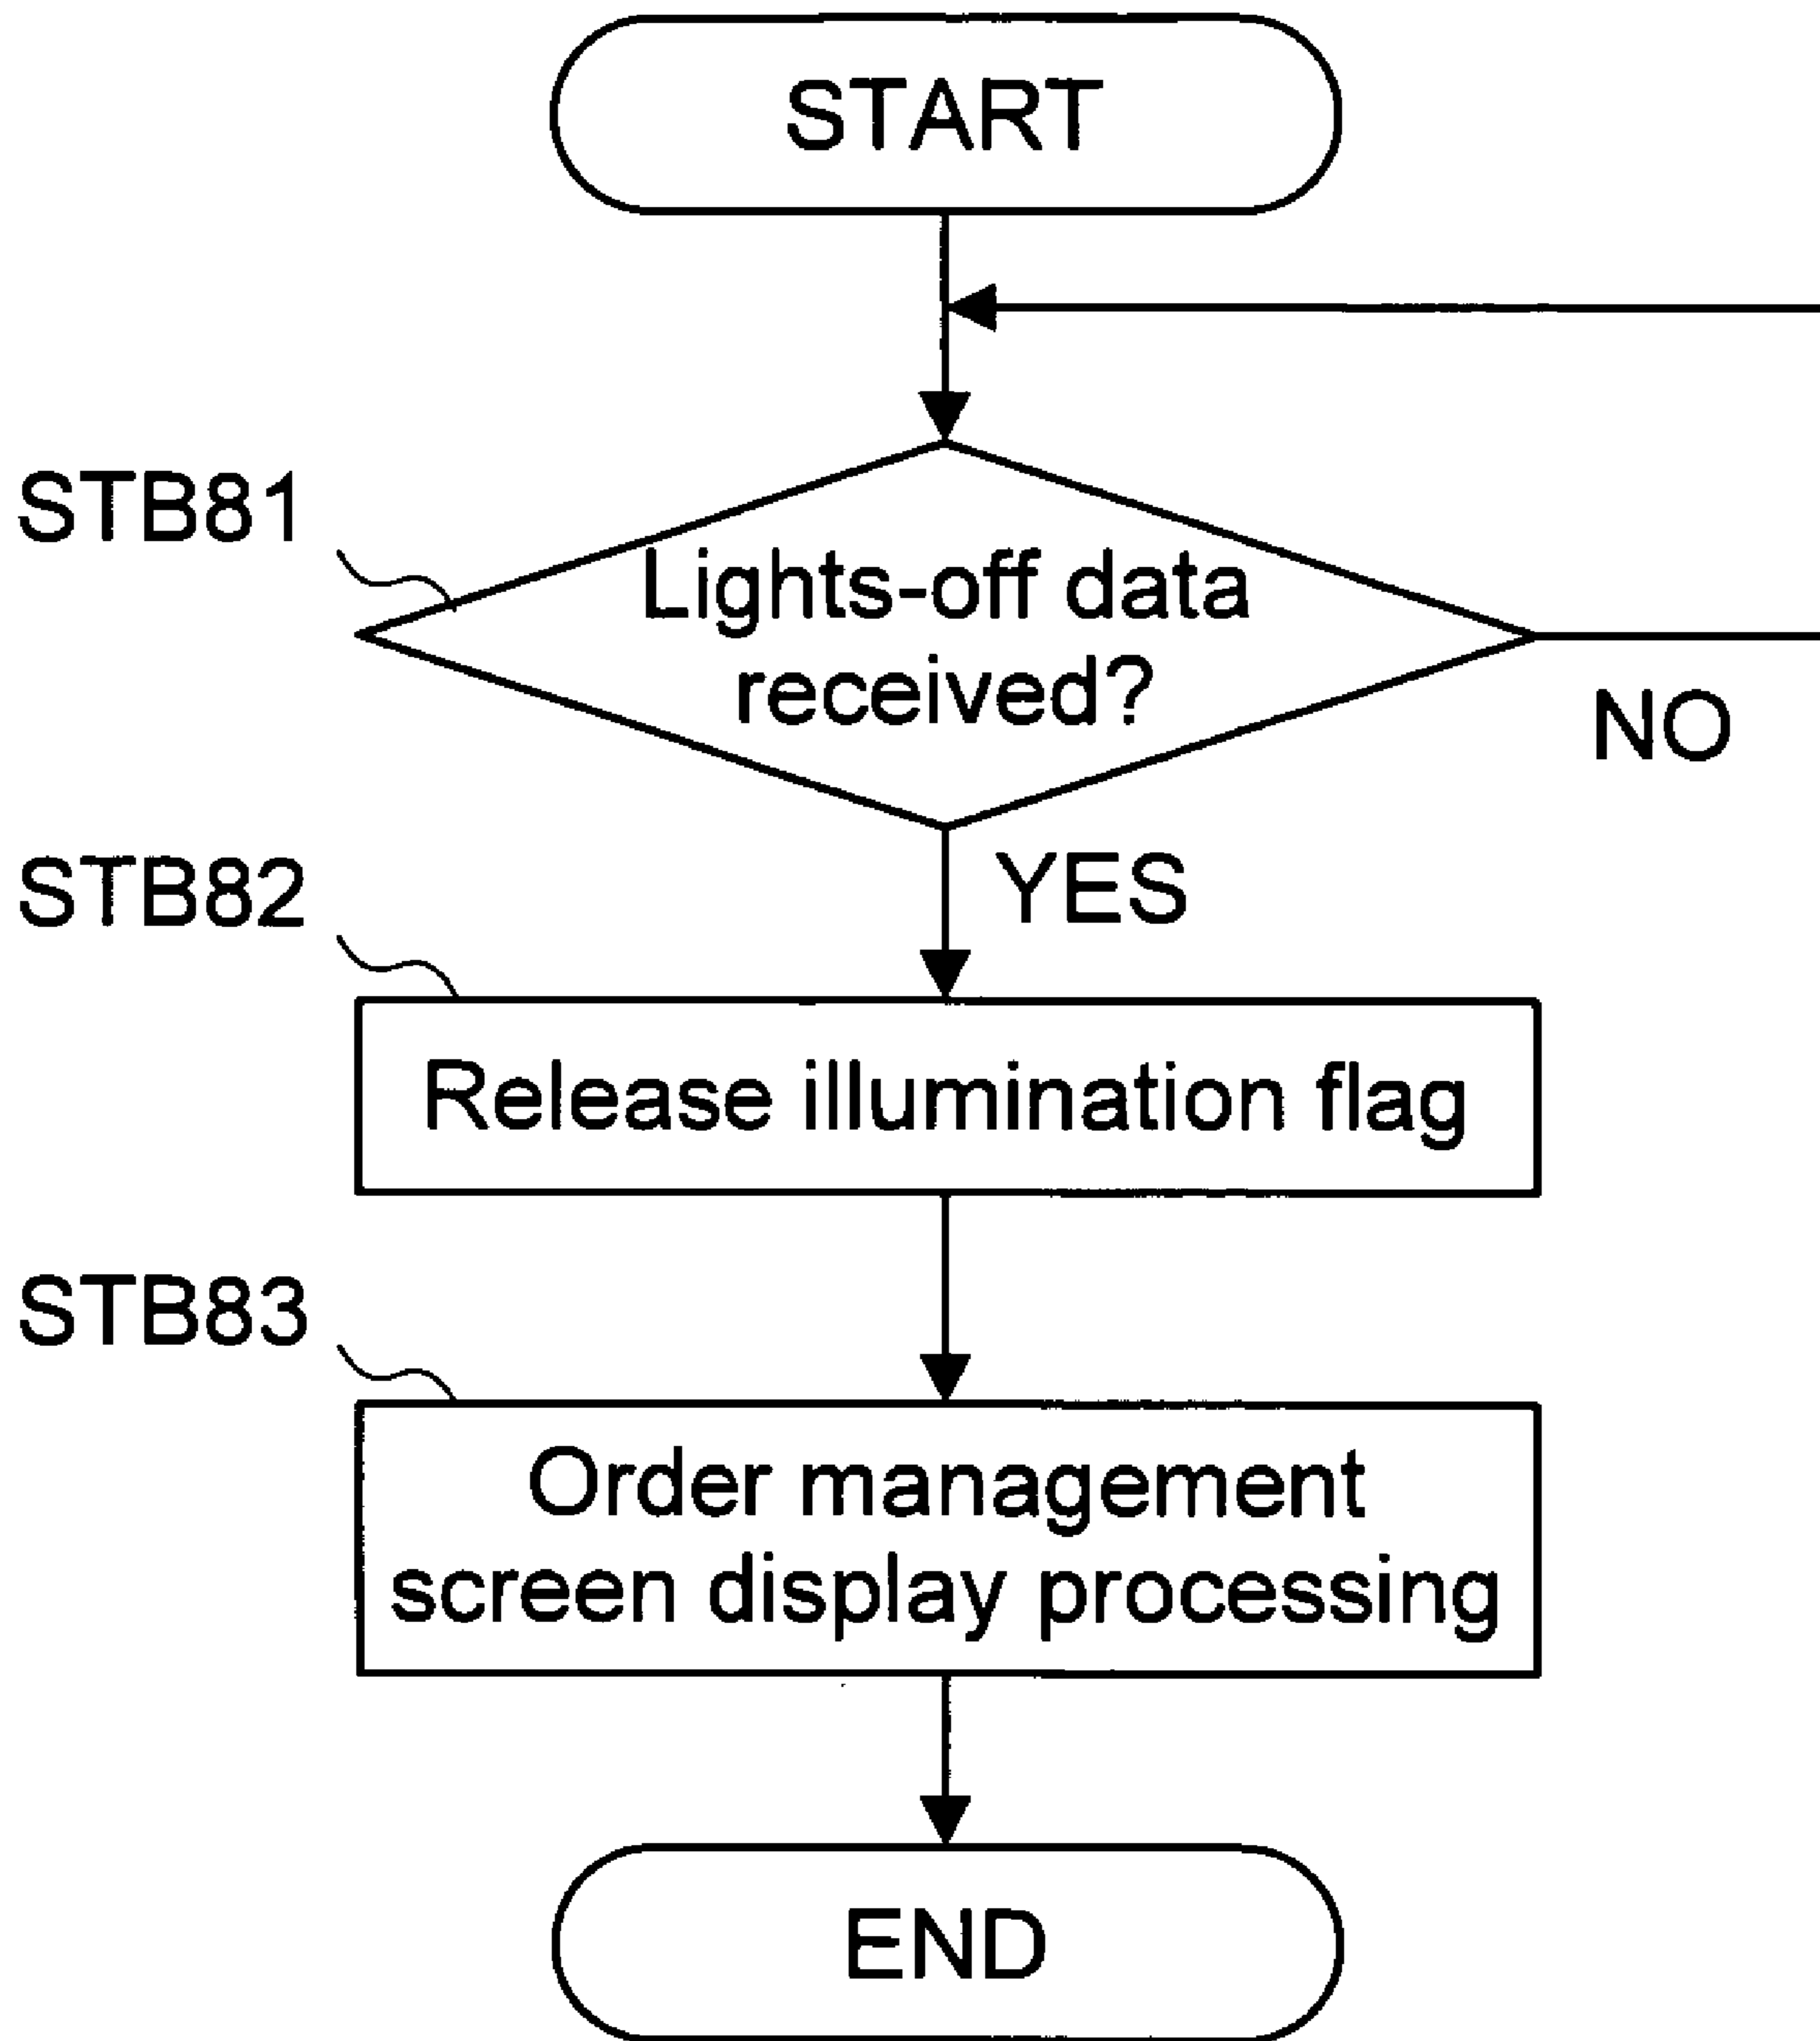 START
STB81
Lights-off data
received?
NO
STB82
YES
Release illumination flag
STB83
Order management
screen display processing
END